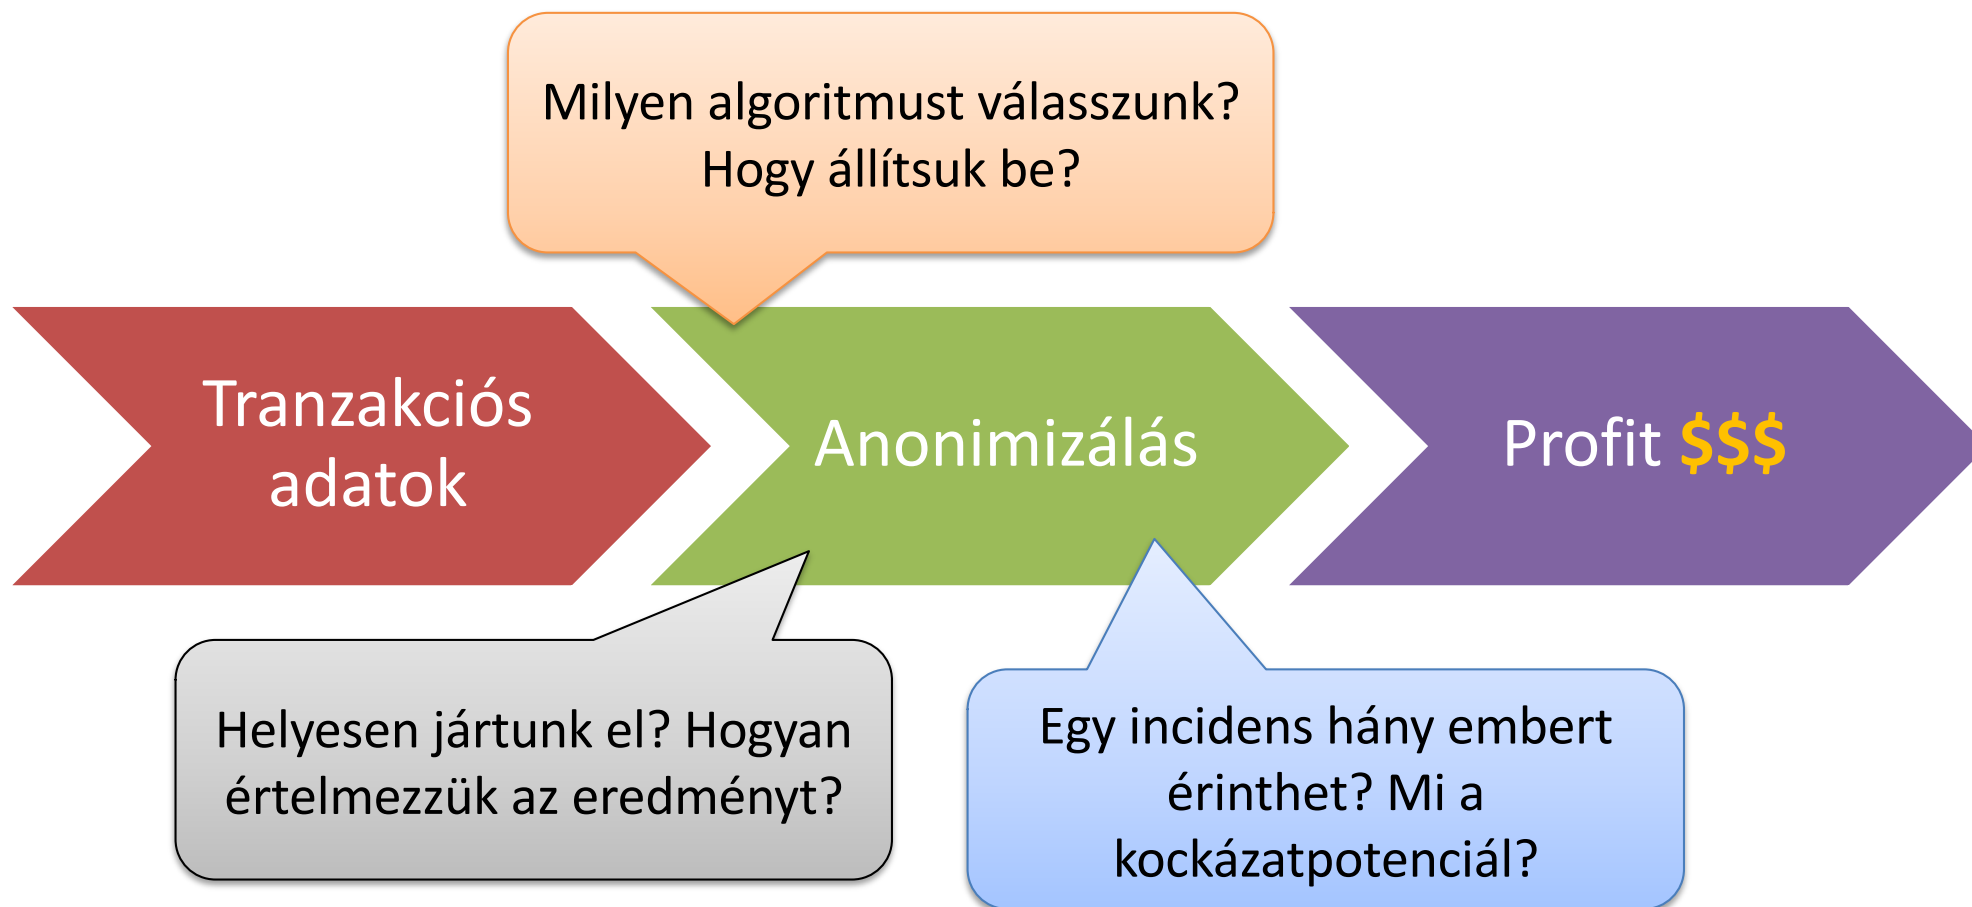 Milyen algoritmust válasszunk?
Hogy állítsuk be?
Tranzakciós
adatok
Anonimizálás
Profit $$$
Helyesen jártunk el? Hogyan
értelmezzük az eredményt?
Egy incidens hány embert
érinthet? Mi a
kockázatpotenciál?